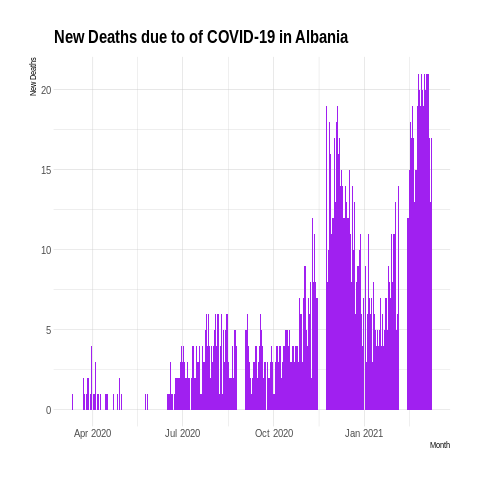 New Deaths due to of COVID-19 in Albania
New Deaths
20
15
10
5
0
Apr 2020
Jul 2020
Oct 2020
Jan 2021
Month